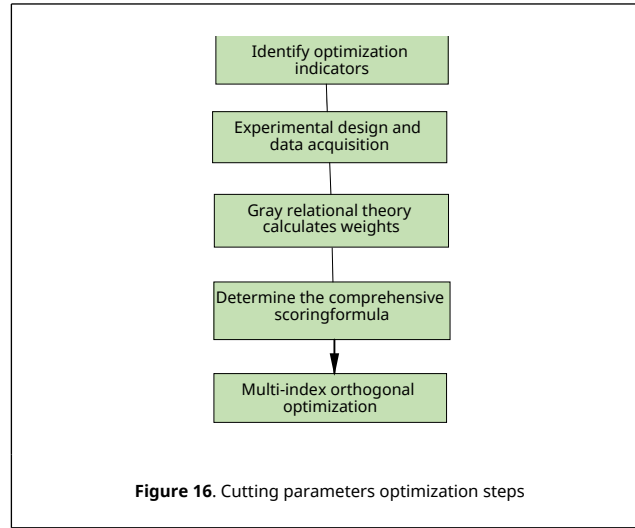 Identify optimization
indicators
Experimental design and
data acquisition
Gray relational theory
calculates weights
Determine the comprehensive
scoringformula
Multi-index orthogonal
optimization
Figure 16. Cutting parameters optimization steps